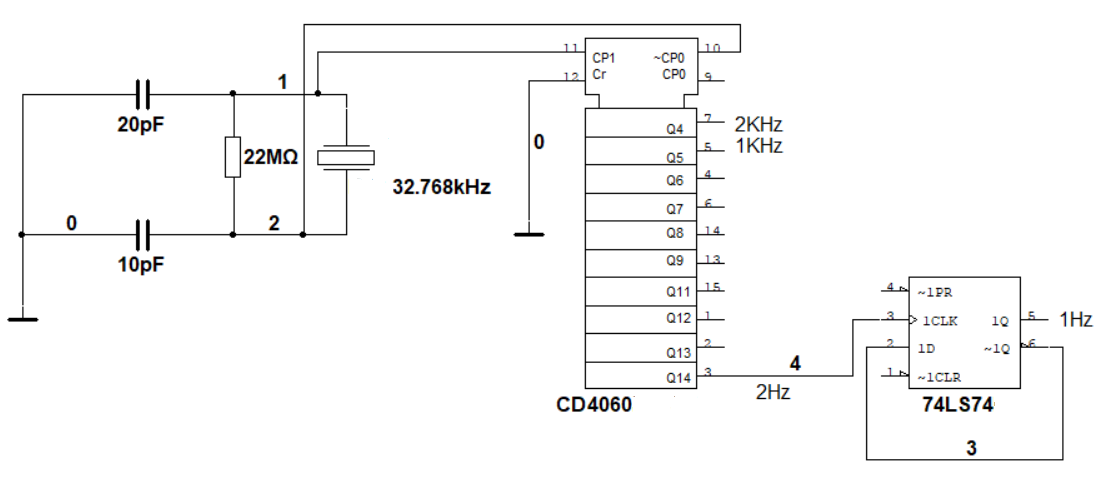 11
CP1
~CP0
10
12
Cr
CP0
9
1
20pF
22MΩ
32.768kHz
0
2
10pF
0
Q4
7
2KHz
Q5
5
1KHz
Q6
4
Q7
6
Q8
14
Q9
13
Q11
15
Q12
1
Q13
2
Q14
3
CD4060
4
2Hz
4
~1PR
3
1CLK
1Q
5
1Hz
2
1D
~1Q
6
1
~1CLR
74LS74
3